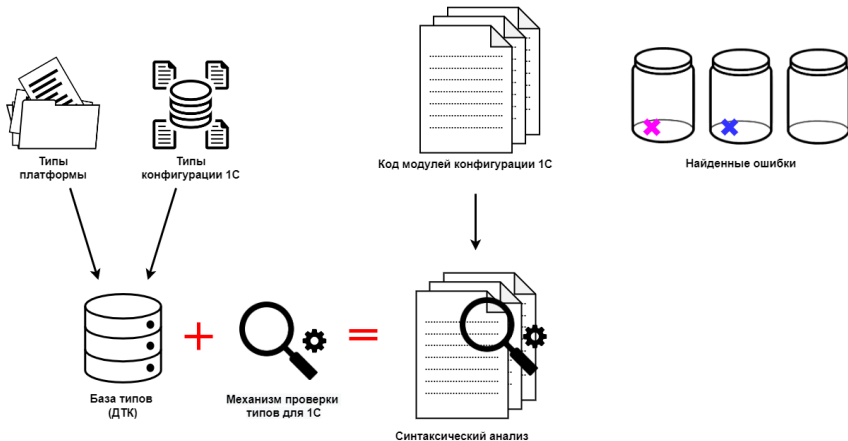 Типы
платформы
Типы
конфигурации 1С
Код модулей конфигурации 1С
Найденные ошибки
+
=
База типов
(ДТК)
Механизм проверки
типов для 1С
Синтаксический анализ